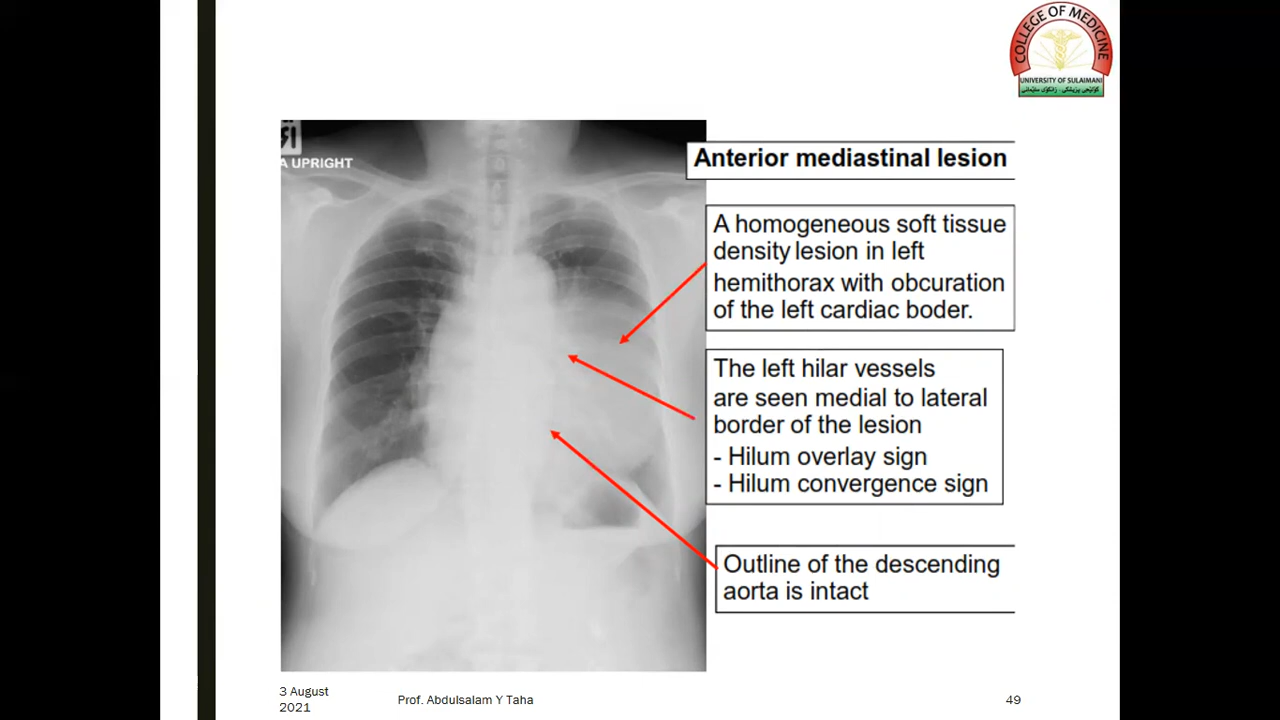 COLLEGE OF MEDICINE
UNIVERSITY OF SULAIMANI
A UPRIGHT
Anterior mediastinal lesion
A homogeneous soft tissue
density lesion in left
hemithorax with obcuration
of the left cardiac boder.
The left hilar vessels
are seen medial to lateral
border of the lesion
- Hilum overlay sign
- Hilum convergence sign
Outline of the descending
aorta is intact
3 August
2021
Prof. Abdulsalam Y Taha
49